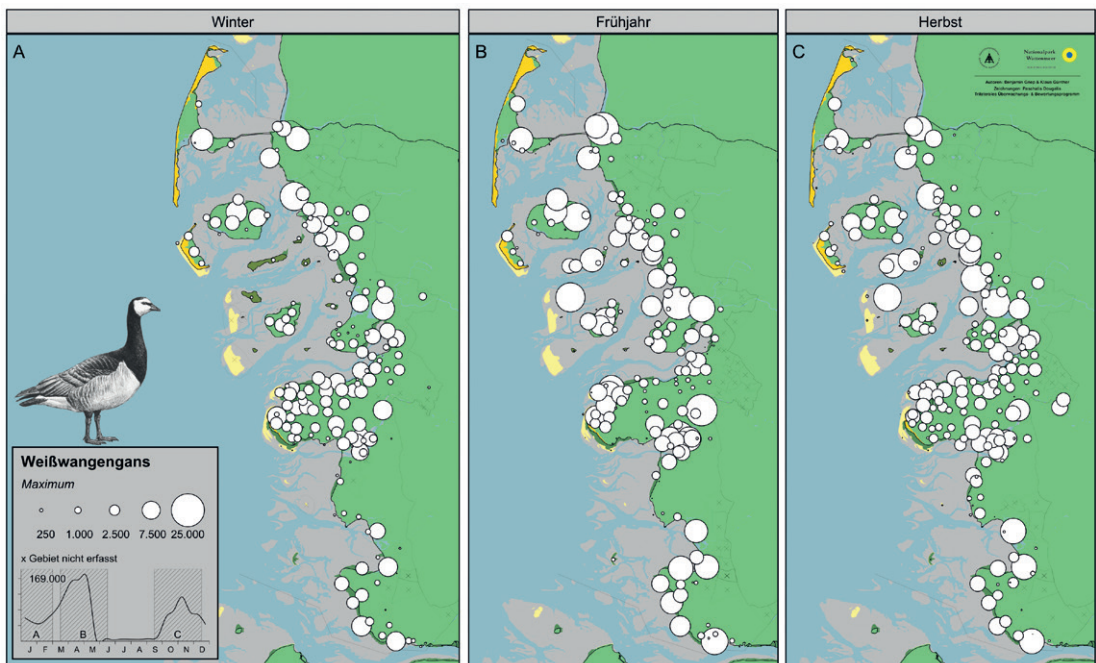 Winter
Frühjahr
Herbst
A
B
C
Nationalpark
Wattenmeer
Weißwangengans
Maximum
250 1.000 2.500 7.500 25.000
x Gebiet nicht erfasst
169.000
A B C
J F M A M J J A S O N D